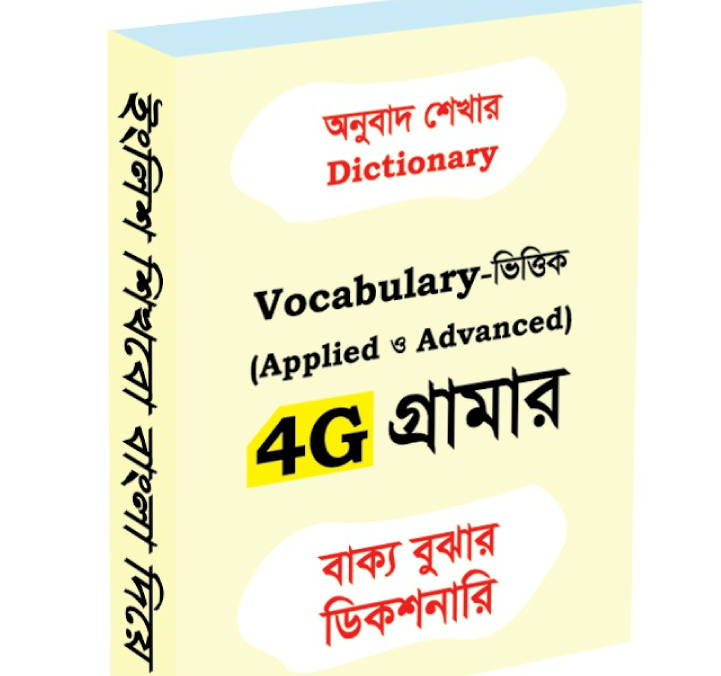 ইংলিশ শিখবো বাংলা দিয়ে
অনুবাদ শেখার
Dictionary
Vocabulary-ভিত্তিক
(Applied ও Advanced)
4G গ্রামার
বাক্য বুঝার
ডিকশনারি